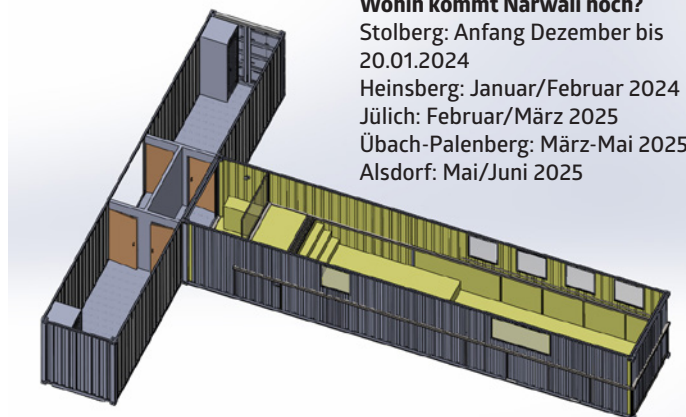 Wohin kommt Narwali noch?
Stolberg: Anfang Dezember bis
20.01.2024
Heinsberg: Januar/Februar 2024
Jülich: Februar/März 2025
Übach-Palenberg: März-Mai 2025
Alsdorf: Mai/Juni 2025